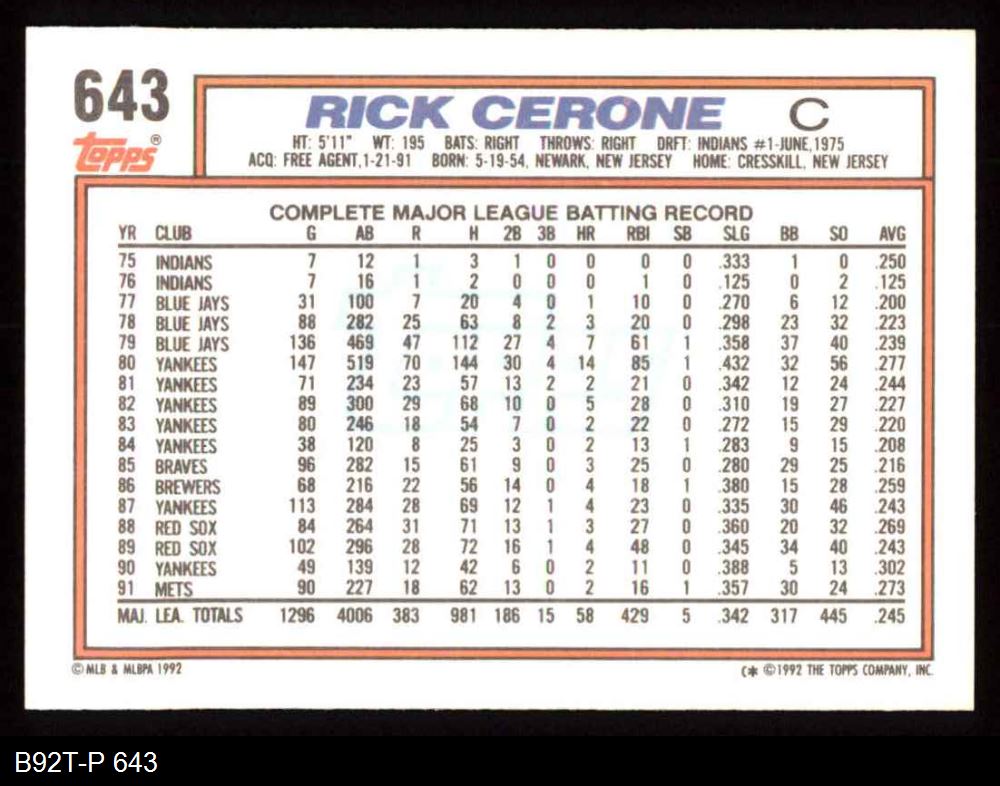 643
Topps®
RICK CERONE C
HT: 5'11" WT: 195 BATS: RIGHT THROWS: RIGHT DRFT: INDIANS #1-JUNE,1975
ACQ: FREE AGENT,1-21-91 BORN: 5-19-54, NEWARK, NEW JERSEY HOME: CRESSKILL, NEW JERSEY
COMPLETE MAJOR LEAGUE BATTING RECORD
YR CLUB G AB R H 2B 3B HR RBI SB SLG BB SO AVG
75 INDIANS 7 12 1 3 1 0 0 0 0 .333 1 0 .250
76 INDIANS 7 16 1 2 0 0 0 1 0 .125 0 2 .125
77 BLUE JAYS 31 100 7 20 4 0 1 10 0 .270 6 12 .200
78 BLUE JAYS 88 282 25 63 8 2 3 20 0 .298 23 32 .223
79 BLUE JAYS 136 469 47 112 27 4 7 61 1 .358 37 40 .239
80 YANKEES 147 519 70 144 30 4 14 85 1 .432 32 56 .277
81 YANKEES 71 234 23 57 13 2 2 21 0 .342 12 24 .244
82 YANKEES 89 300 29 68 10 0 5 28 0 .310 19 27 .227
83 YANKEES 80 246 18 54 7 0 2 22 0 .272 15 29 .220
84 YANKEES 38 120 8 25 3 0 2 13 1 .283 9 15 .208
85 BRAVES 96 282 15 61 9 0 3 25 0 .280 29 25 .216
86 BREWERS 68 216 22 56 14 0 4 18 1 .380 15 28 .259
87 YANKEES 113 284 28 69 12 1 4 23 0 .335 30 46 .243
88 RED SOX 84 264 31 71 13 1 3 27 0 .360 20 32 .269
89 RED SOX 102 296 28 72 16 1 4 48 0 .345 34 40 .243
90 YANKEES 49 139 12 42 6 0 2 11 0 .388 5 13 .302
91 METS 90 227 18 62 13 0 2 16 1 .357 30 24 .273
MAJ. LEA. TOTALS 1296 4006 383 981 186 15 58 429 5 .342 317 445 .245
© MLB & MLBPA 1992 (✱ ©1992 THE TOPPS COMPANY, INC.
B92T-P 643